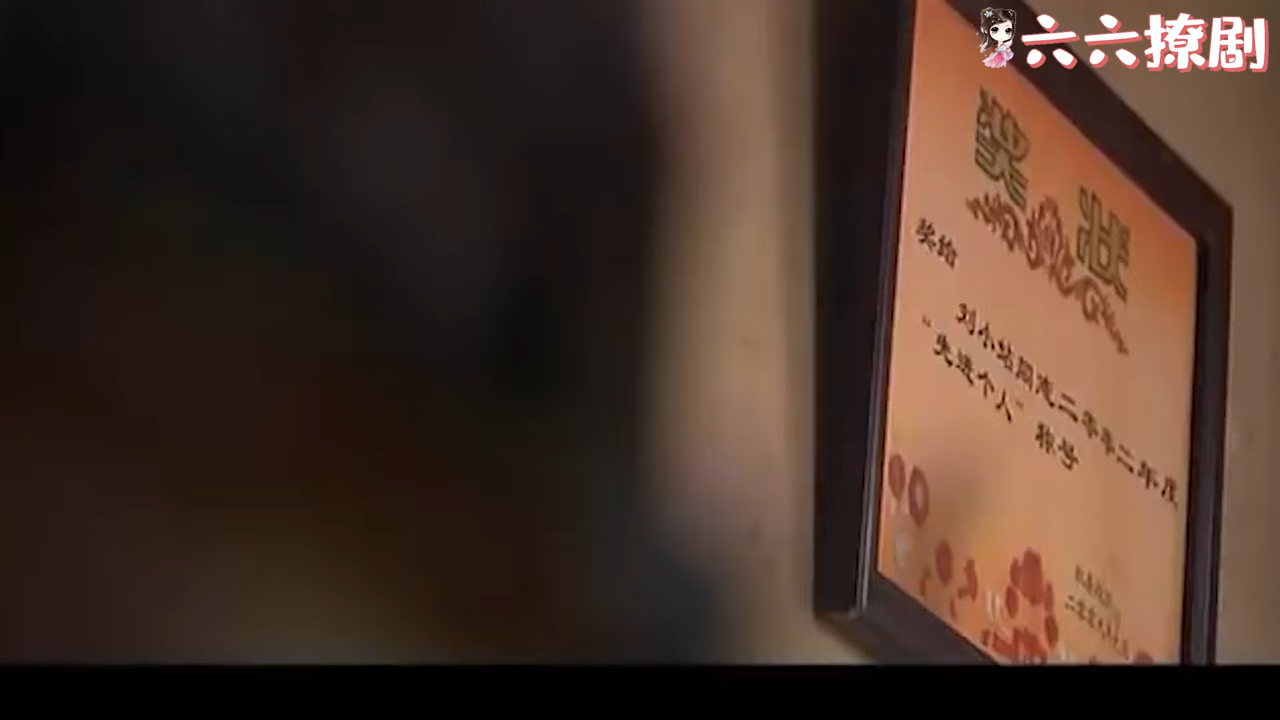 六六撩剧
奖状
奖给
刘小站同志二零零二年度
“先进个人”称号